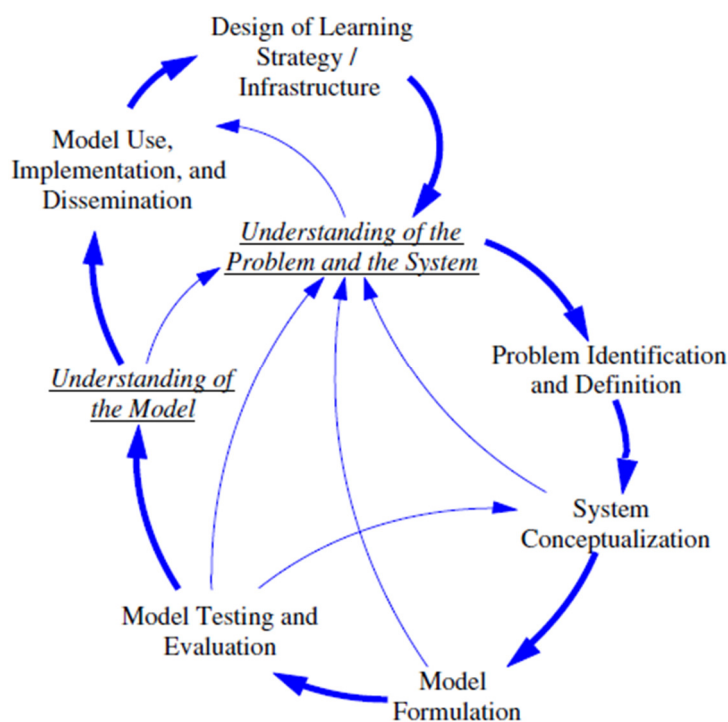 Design of Learning
Strategy /
Infrastructure
Model Use,
Implementation, and
Dissemination
Understanding of the
Problem and the System
Problem Identification
and Definition
Understanding of
the Model
System
Conceptualization
Model Testing and
Evaluation
Model
Formulation